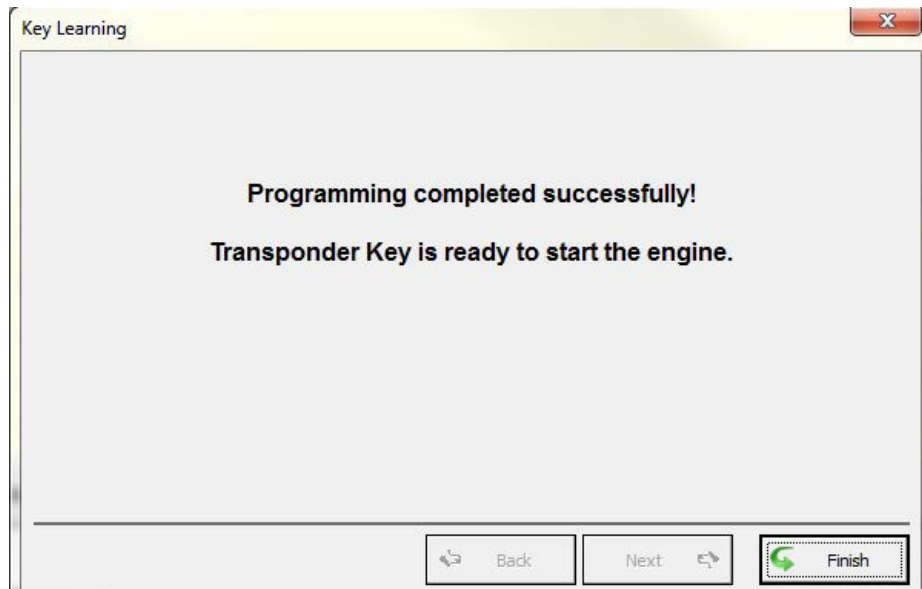 Key Learning
Programming completed successfully!
Transponder Key is ready to start the engine.
Back Next Finish